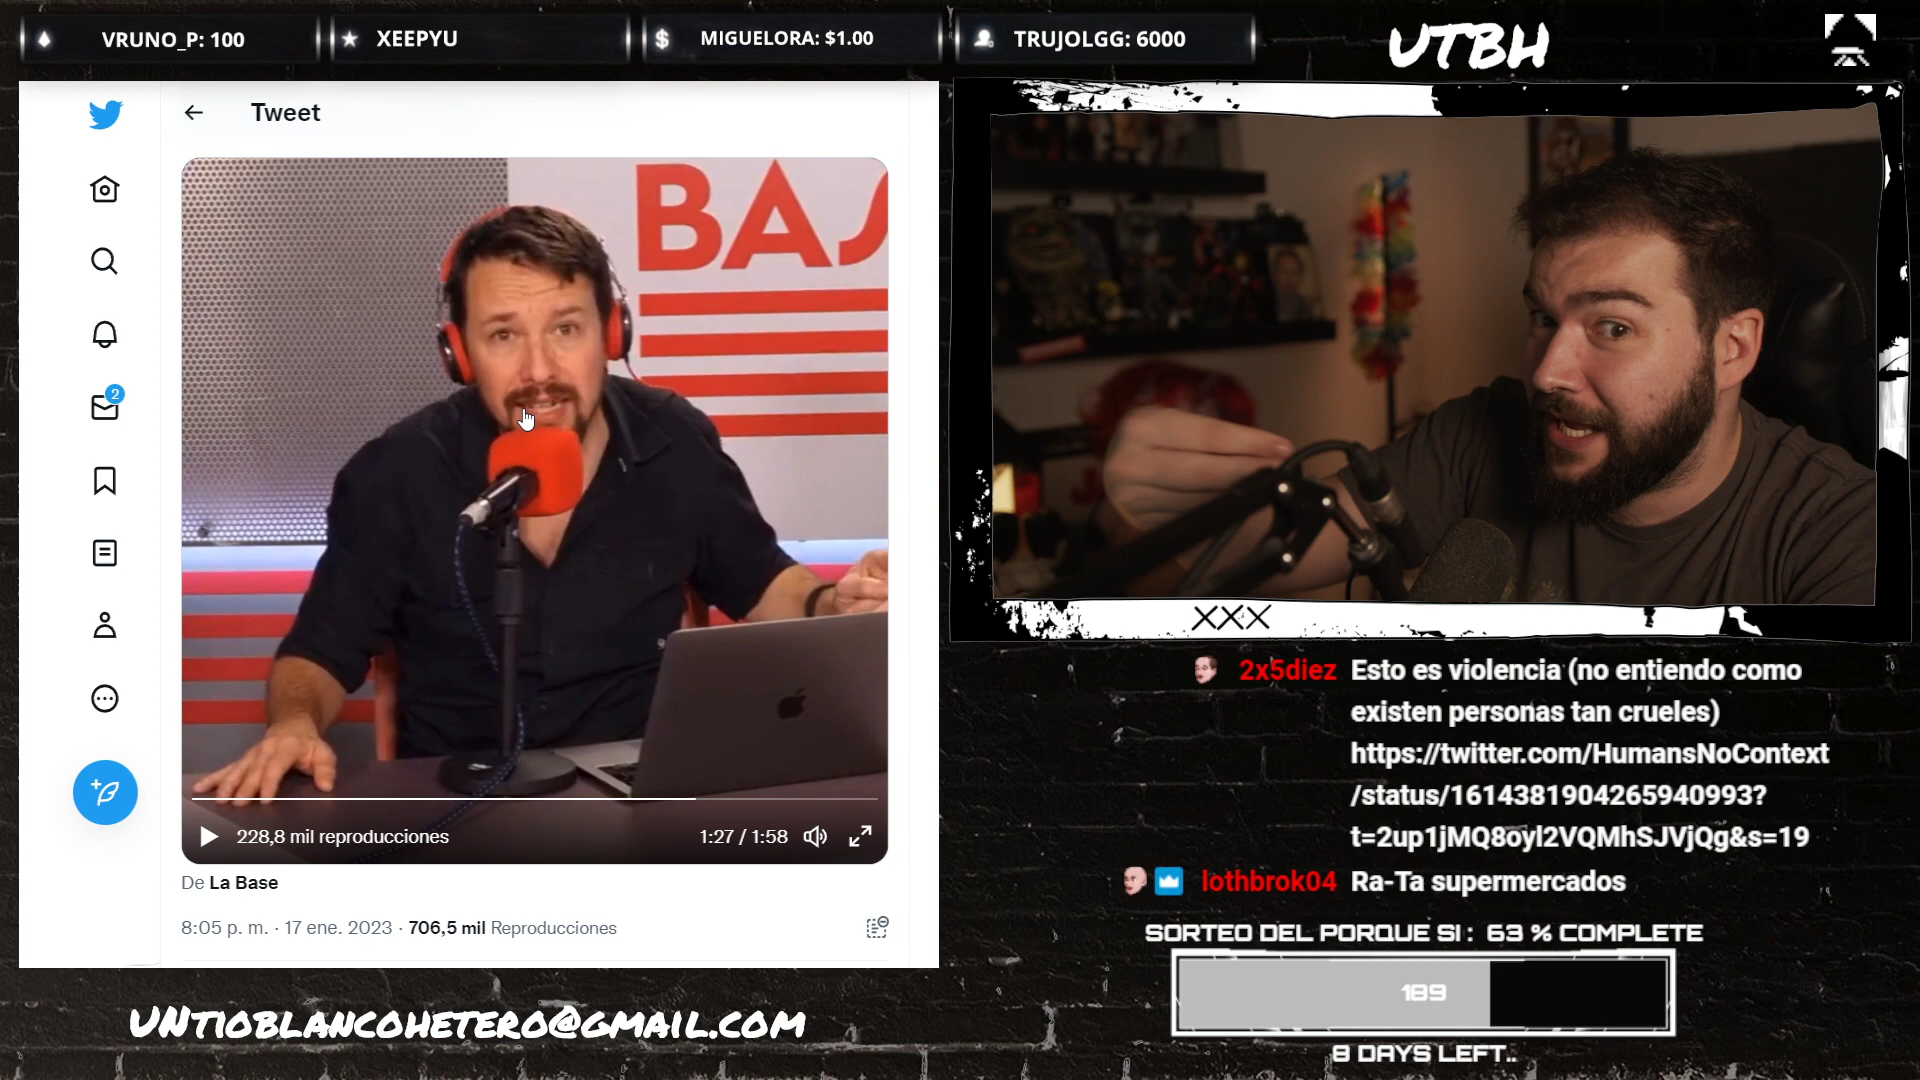 VRUNO_P: 100
XEEPYU
MIGUELORA: $1.00
TRUJOLGG: 6000
UTBH
Tweet
BAS
2
228,8 mil reproducciones
1:27 / 1:58
De La Base
8:05 p. m. · 17 ene. 2023 · 706,5 mil Reproducciones
UNTIOBLANCOHETERO@GMAIL.COM
XXX
2x5diez Esto es violencia (no entiendo como
existen personas tan crueles)
https://twitter.com/HumansNoContext
/status/1614381904265940993?
t=2up1jMQ8oyl2VQMhSJVjQg&s=19
lothbrok04 Ra-Ta supermercados
SORTEO DEL PORQUE SI : 63 % COMPLETE
189
8 DAYS LEFT..